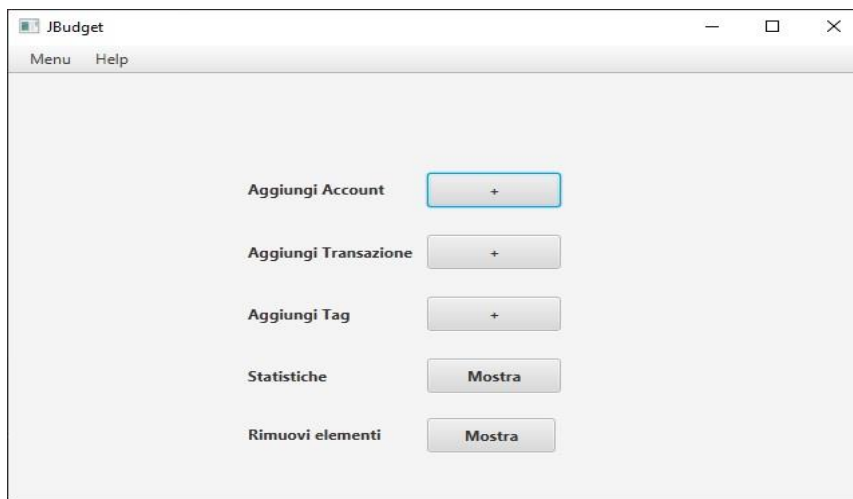 JBudget
Menu Help
Aggiungi Account +
Aggiungi Transazione +
Aggiungi Tag +
Statistiche Mostra
Rimuovi elementi Mostra